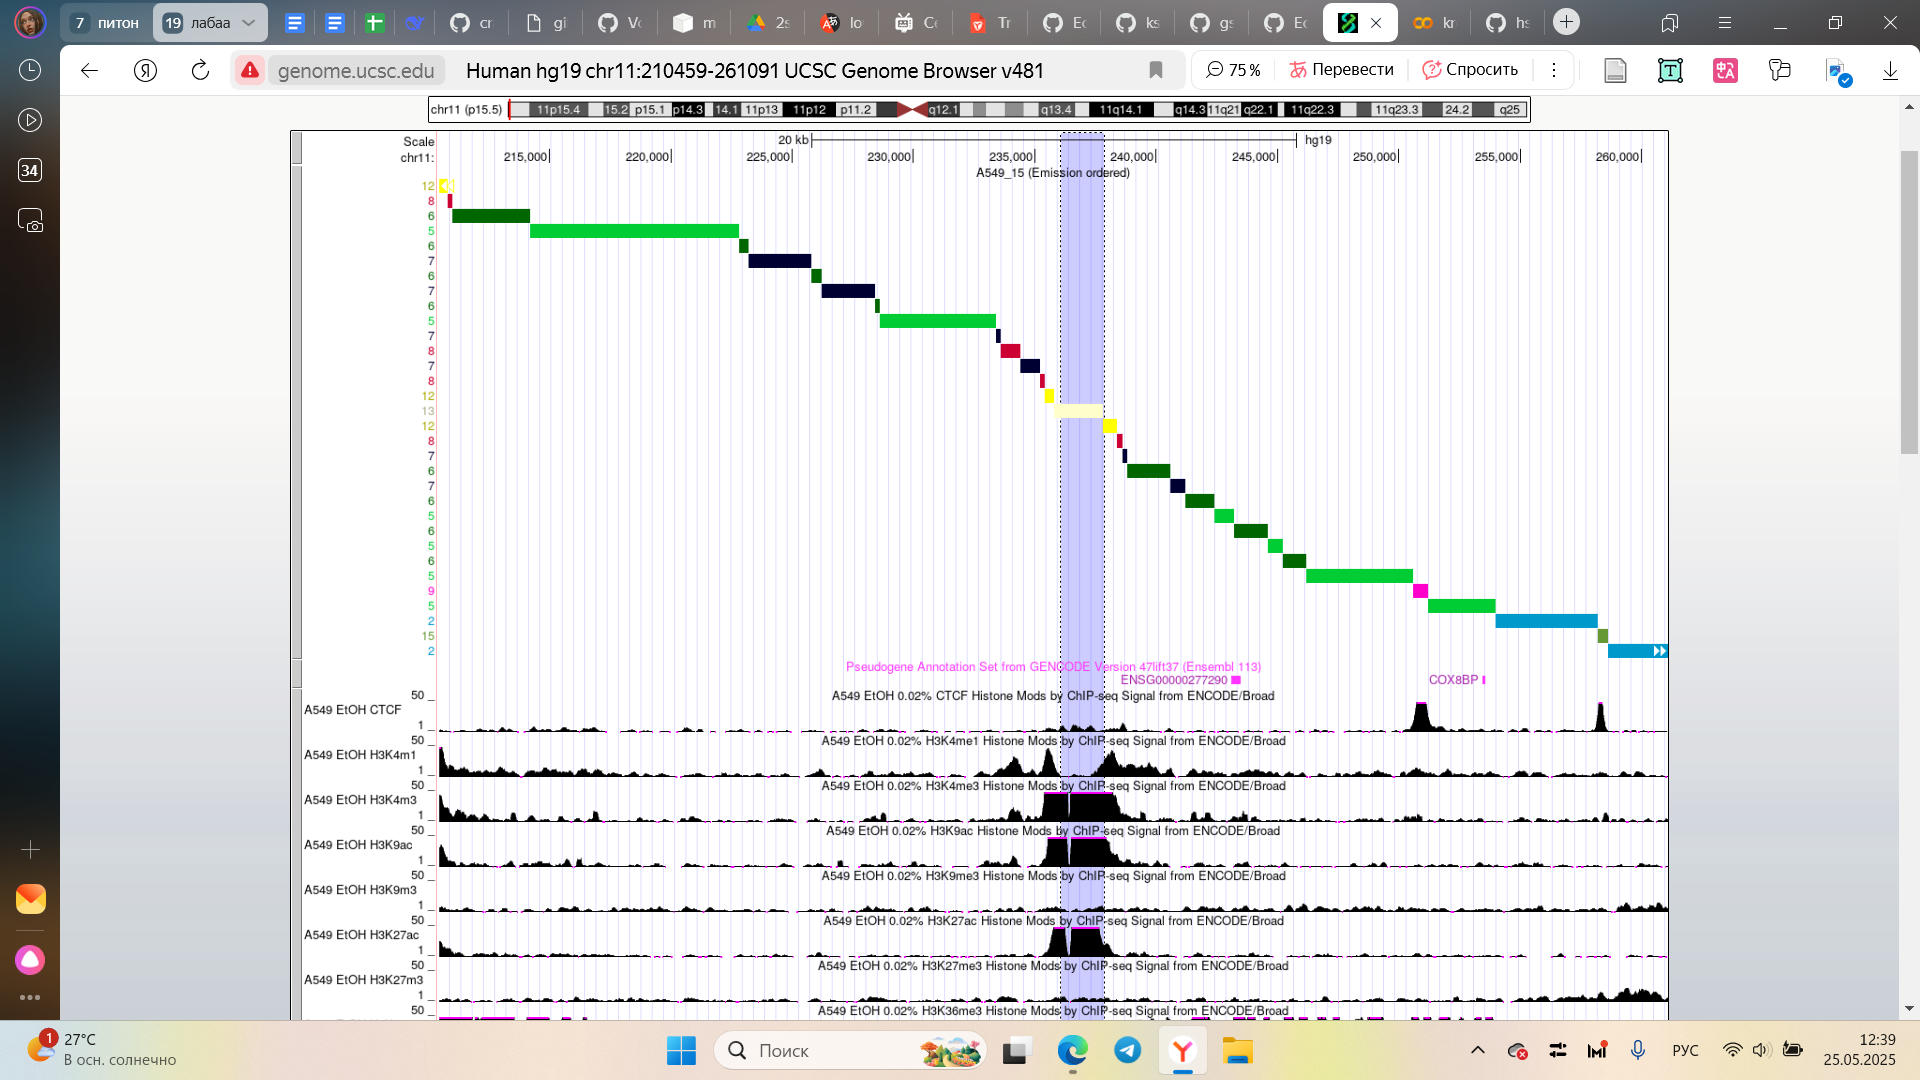 7 питон 19 лабаа
genome.ucsc.edu Human hg19 chr11:210459-261091 UCSC Genome Browser v481 75 % Перевести Спросить
34
chr11 (p15.5) 11p15.4 15.2 p15.1 p14.3 14.1 11p13 11p12 p11.2 q12.1 q13.4 11q14.1 q14.3 11q21 q22.1 11q22.3 11q23.3 24.2 q25
Scale 20 kb hg19
chr11: 215,000 220,000 225,000 230,000 235,000 240,000 245,000 250,000 255,000 260,000
A549_15 (Emission ordered)
12
8
6
5
6
7
6
7
6
5
7
8
7
8
12
13
12
8
7
6
7
6
5
6
5
6
5
9
5
2
15
2
Pseudogene Annotation Set from GENCODE Version 47lift37 (Ensembl 113)
ENSG00000277290 COX8BP
50 A549 EtOH 0.02% CTCF Histone Mods by ChIP-seq Signal from ENCODE/Broad
A549 EtOH CTCF
1
50 A549 EtOH 0.02% H3K4me1 Histone Mods by ChIP-seq Signal from ENCODE/Broad
A549 EtOH H3K4m1
1
50 A549 EtOH 0.02% H3K4me3 Histone Mods by ChIP-seq Signal from ENCODE/Broad
A549 EtOH H3K4m3
1
50 A549 EtOH 0.02% H3K9ac Histone Mods by ChIP-seq Signal from ENCODE/Broad
A549 EtOH H3K9ac
1
50 A549 EtOH 0.02% H3K9me3 Histone Mods by ChIP-seq Signal from ENCODE/Broad
A549 EtOH H3K9m3
1
50 A549 EtOH 0.02% H3K27ac Histone Mods by ChIP-seq Signal from ENCODE/Broad
A549 EtOH H3K27ac
1
50 A549 EtOH 0.02% H3K27me3 Histone Mods by ChIP-seq Signal from ENCODE/Broad
A549 EtOH H3K27m3
1
50 A549 EtOH 0.02% H3K36me3 Histone Mods by ChIP-seq Signal from ENCODE/Broad
1 27°C
В осн. солнечно
Поиск
РУС
12:39
25.05.2025